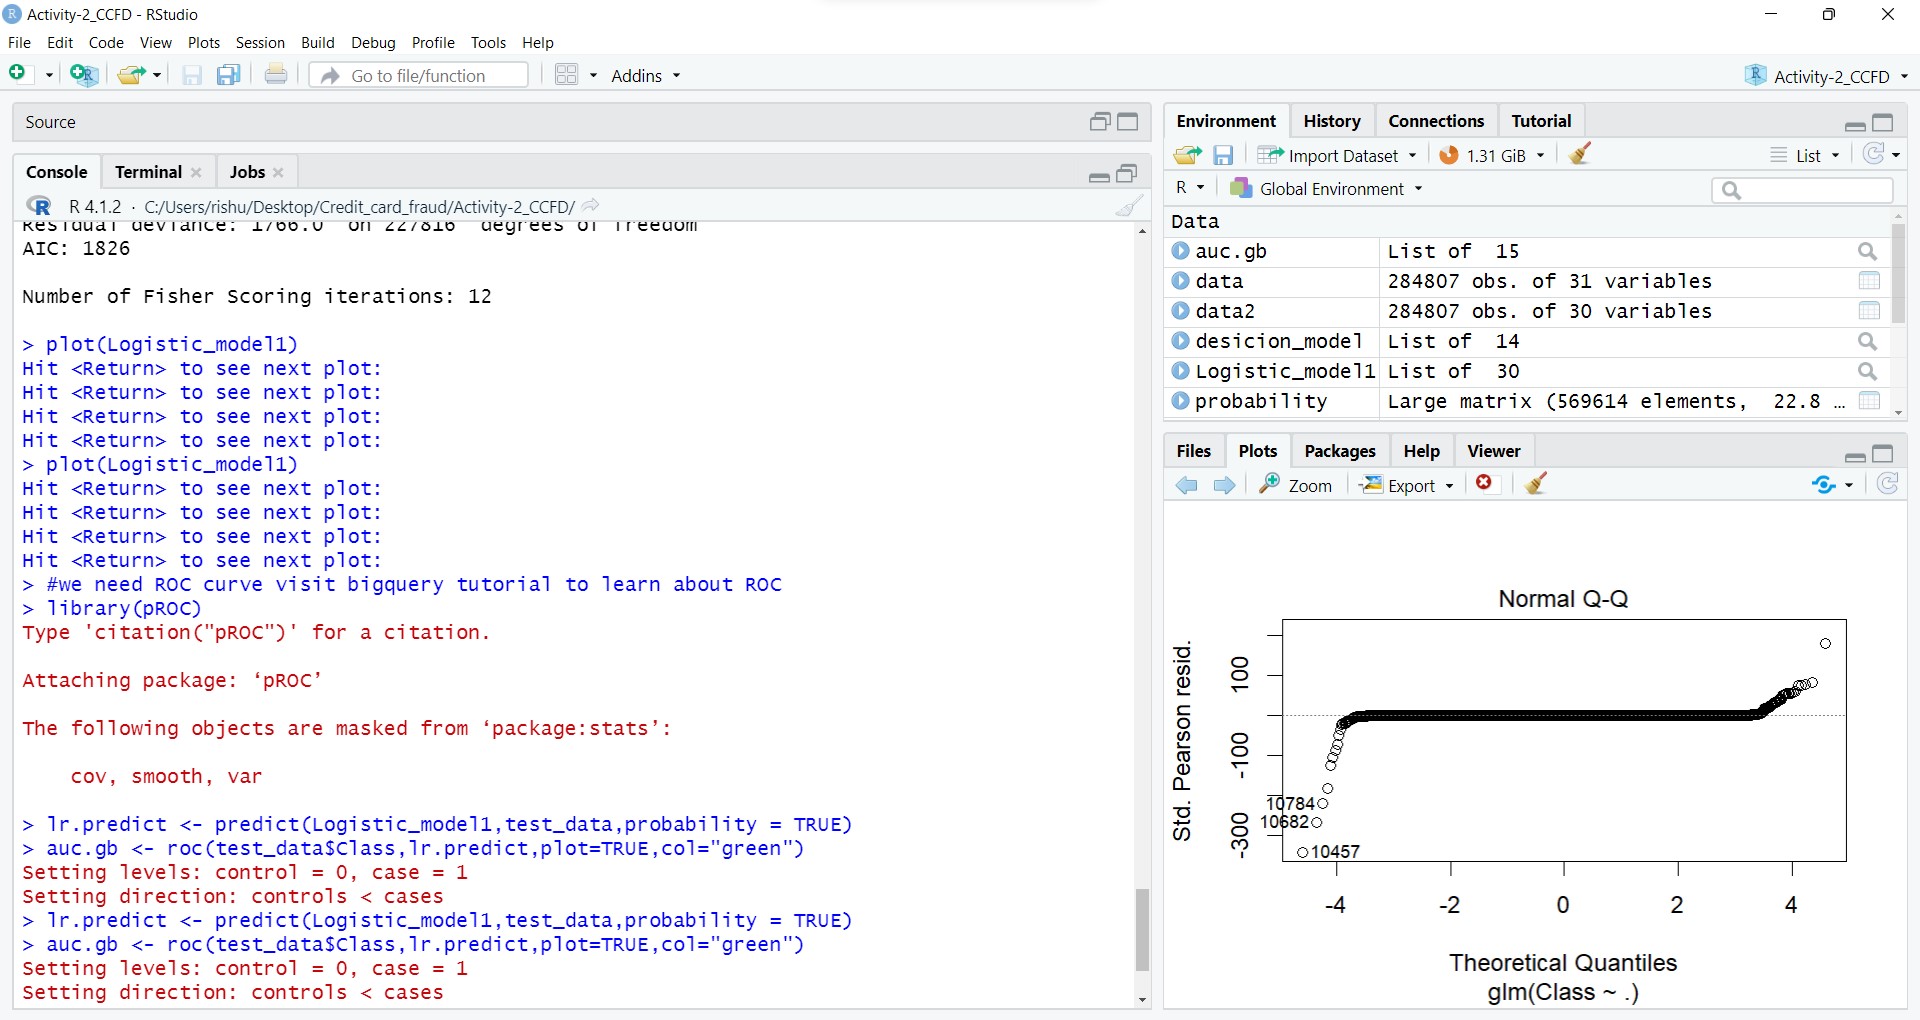 Activity-2_CCFD - RStudio
File Edit Code View Plots Session Build Debug Profile Tools Help
Go to file/function
Addins
Activity-2_CCFD
Source
Console Terminal Jobs
R 4.1.2 · C:/Users/rishu/Desktop/Credit_card_fraud/Activity-2_CCFD/
Residual deviance: 1766.0 on 227816 degrees of freedom
AIC: 1826
Number of Fisher Scoring iterations: 12
> plot(Logistic_model1)
Hit <Return> to see next plot:
Hit <Return> to see next plot:
Hit <Return> to see next plot:
Hit <Return> to see next plot:
> plot(Logistic_model1)
Hit <Return> to see next plot:
Hit <Return> to see next plot:
Hit <Return> to see next plot:
Hit <Return> to see next plot:
> #we need ROC curve visit bigquery tutorial to learn about ROC
> library(pROC)
Type 'citation("pROC")' for a citation.
Attaching package: ‘pROC’
The following objects are masked from ‘package:stats’:
cov, smooth, var
> lr.predict <- predict(Logistic_model1,test_data,probability = TRUE)
> auc.gb <- roc(test_data$Class,lr.predict,plot=TRUE,col="green")
Setting levels: control = 0, case = 1
Setting direction: controls < cases
> lr.predict <- predict(Logistic_model1,test_data,probability = TRUE)
> auc.gb <- roc(test_data$Class,lr.predict,plot=TRUE,col="green")
Setting levels: control = 0, case = 1
Setting direction: controls < cases
Environment History Connections Tutorial
Import Dataset 1.31 GiB List
R Global Environment
Data
auc.gb List of 15
data 284807 obs. of 31 variables
data2 284807 obs. of 30 variables
desicion_model List of 14
Logistic_model1 List of 30
probability Large matrix (569614 elements, 22.8 …
Files Plots Packages Help Viewer
Zoom Export
Normal Q-Q
Std. Pearson resid.
100
-100
-300
10784
10682
10457
-4 -2 0 2 4
Theoretical Quantiles
glm(Class ~ .)